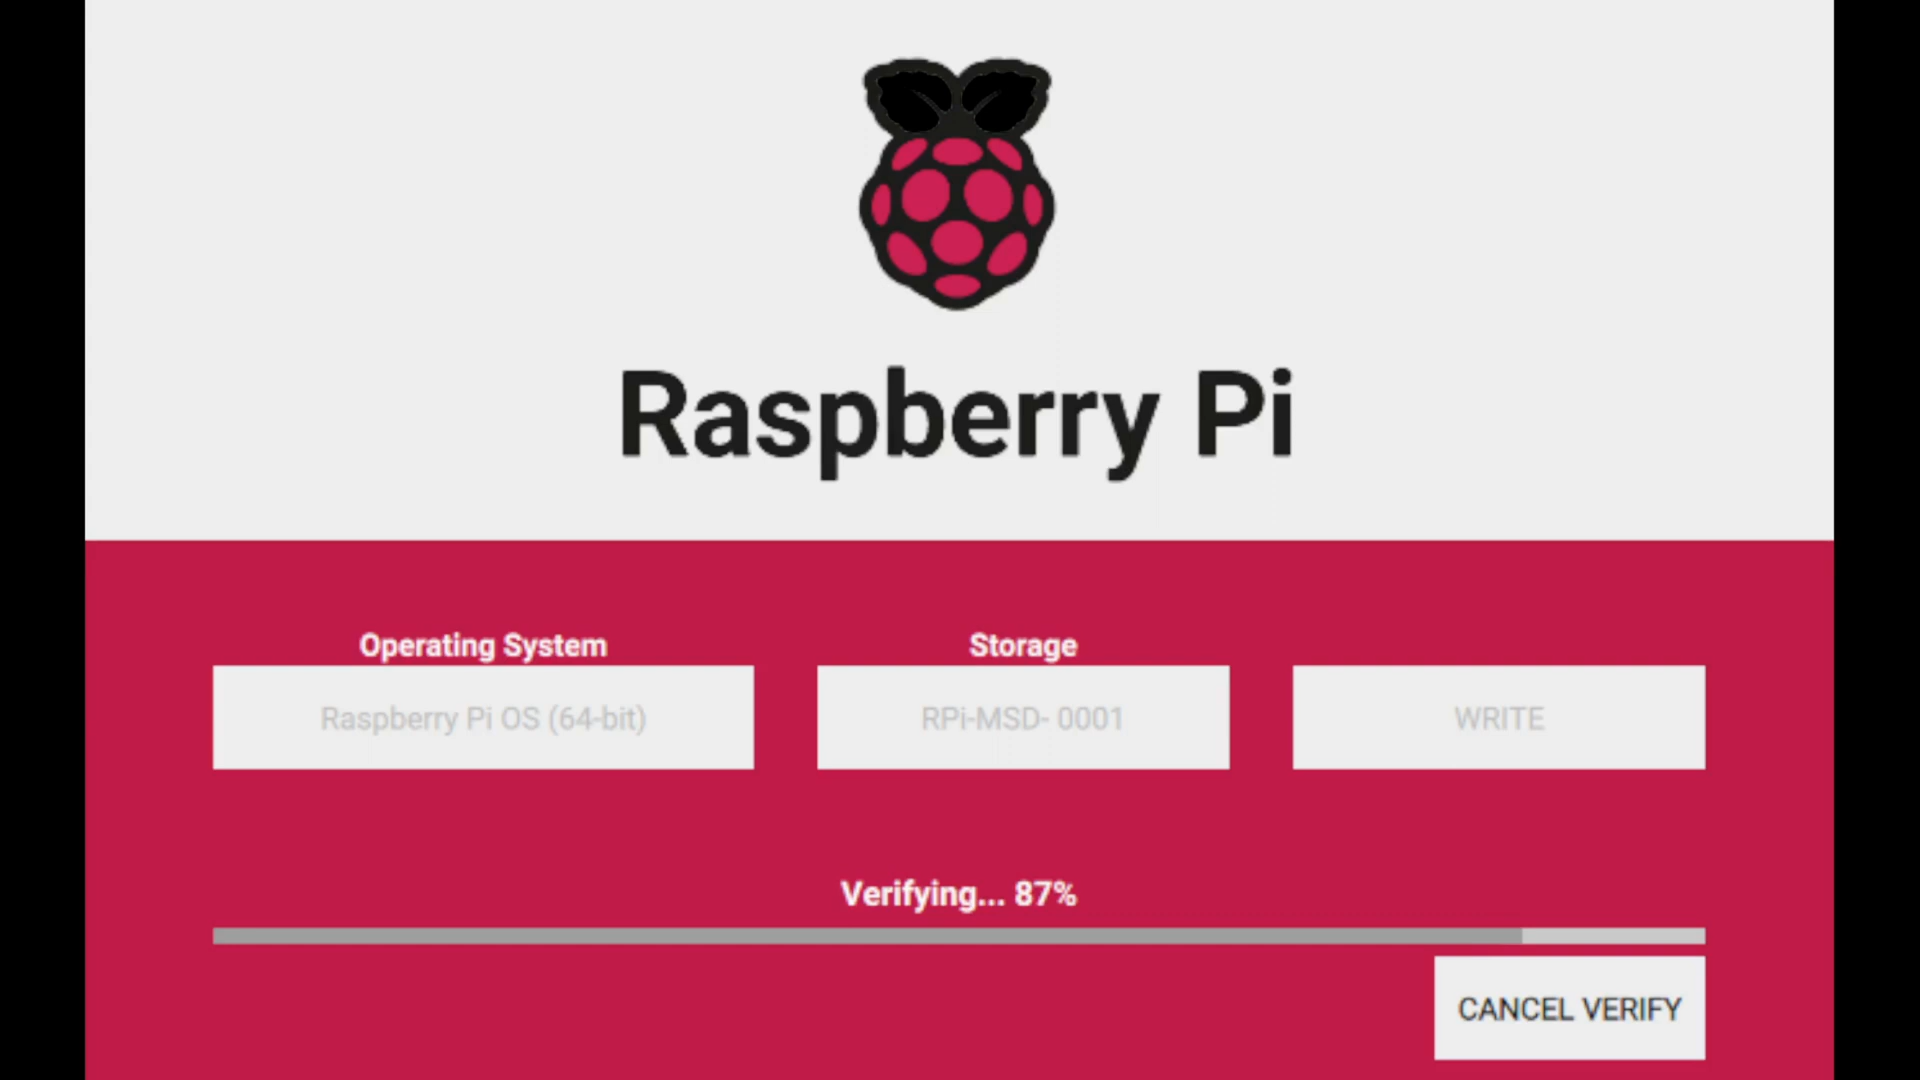 Raspberry Pi
Operating System
Storage
Raspberry Pi OS (64-bit)
RPi-MSD- 0001
WRITE
Verifying... 87%
CANCEL VERIFY